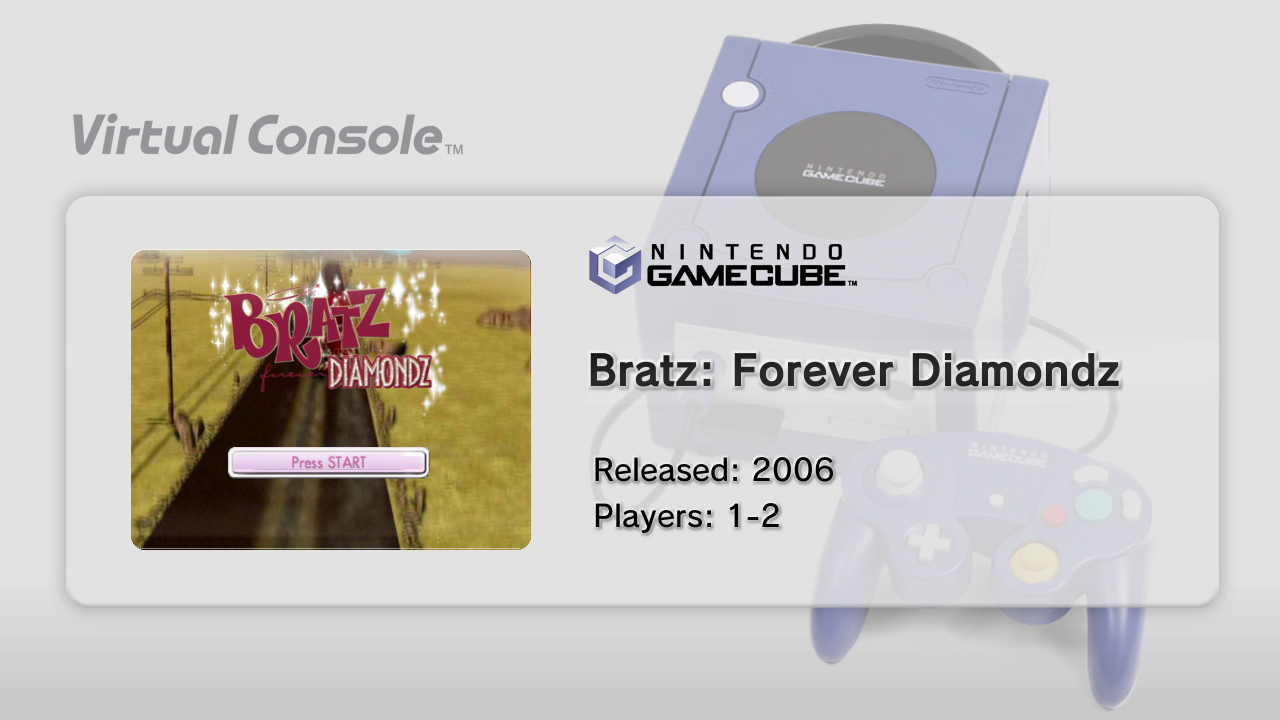 Virtual Console™
Nintendo
NINTENDO
GAMECUBE
NINTENDO
GAMECUBE™
BRATZ
forever
DIAMONDZ
Bratz: Forever Diamondz
Press START
Released: 2006
Players: 1-2
NINTENDO
GAMECUBE